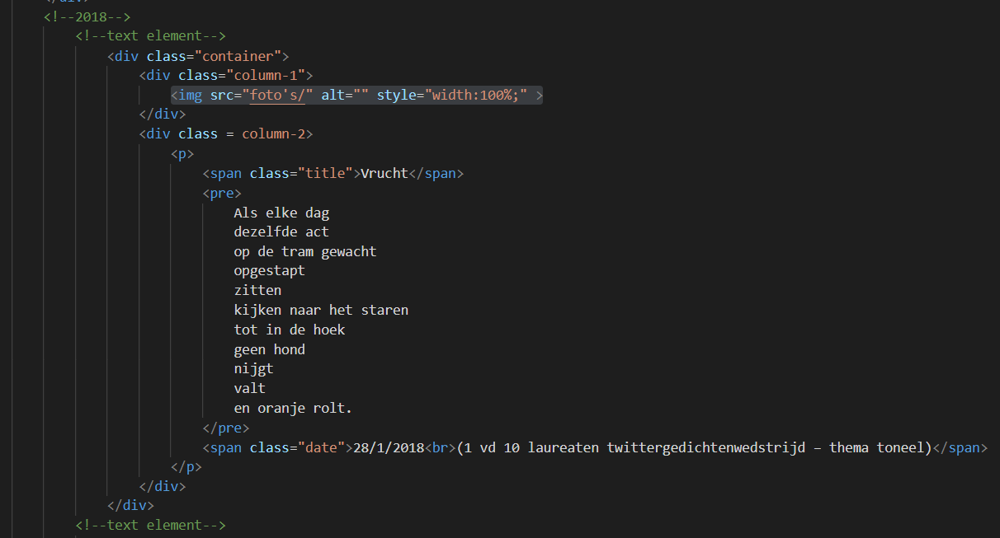 <!--2018-->
<!--text element-->
<div class="container">
<div class="column-1">
<img src="foto's/" alt="" style="width:100%;" >
</div>
<div class = column-2>
<p>
<span class="title">Vrucht</span>
<pre>
Als elke dag
dezelfde act
op de tram gewacht
opgestapt
zitten
kijken naar het staren
tot in de hoek
geen hond
nijgt
valt
en oranje rolt.
</pre>
<span class="date">28/1/2018<br>(1 vd 10 laureaten twittergedichtenwedstrijd – thema toneel)</span>
</p>
</div>
</div>
<!--text element-->